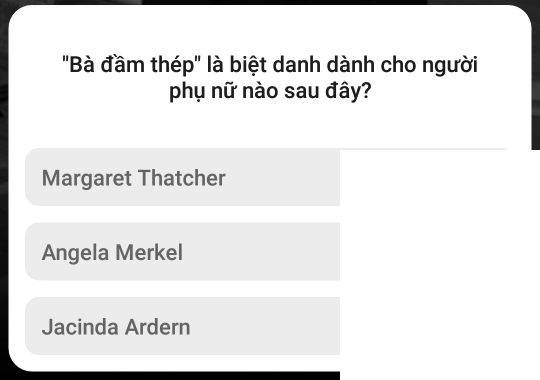 "Bà đầm thép" là biệt danh dành cho người
phụ nữ nào sau đây?
Margaret Thatcher
Angela Merkel
Jacinda Ardern